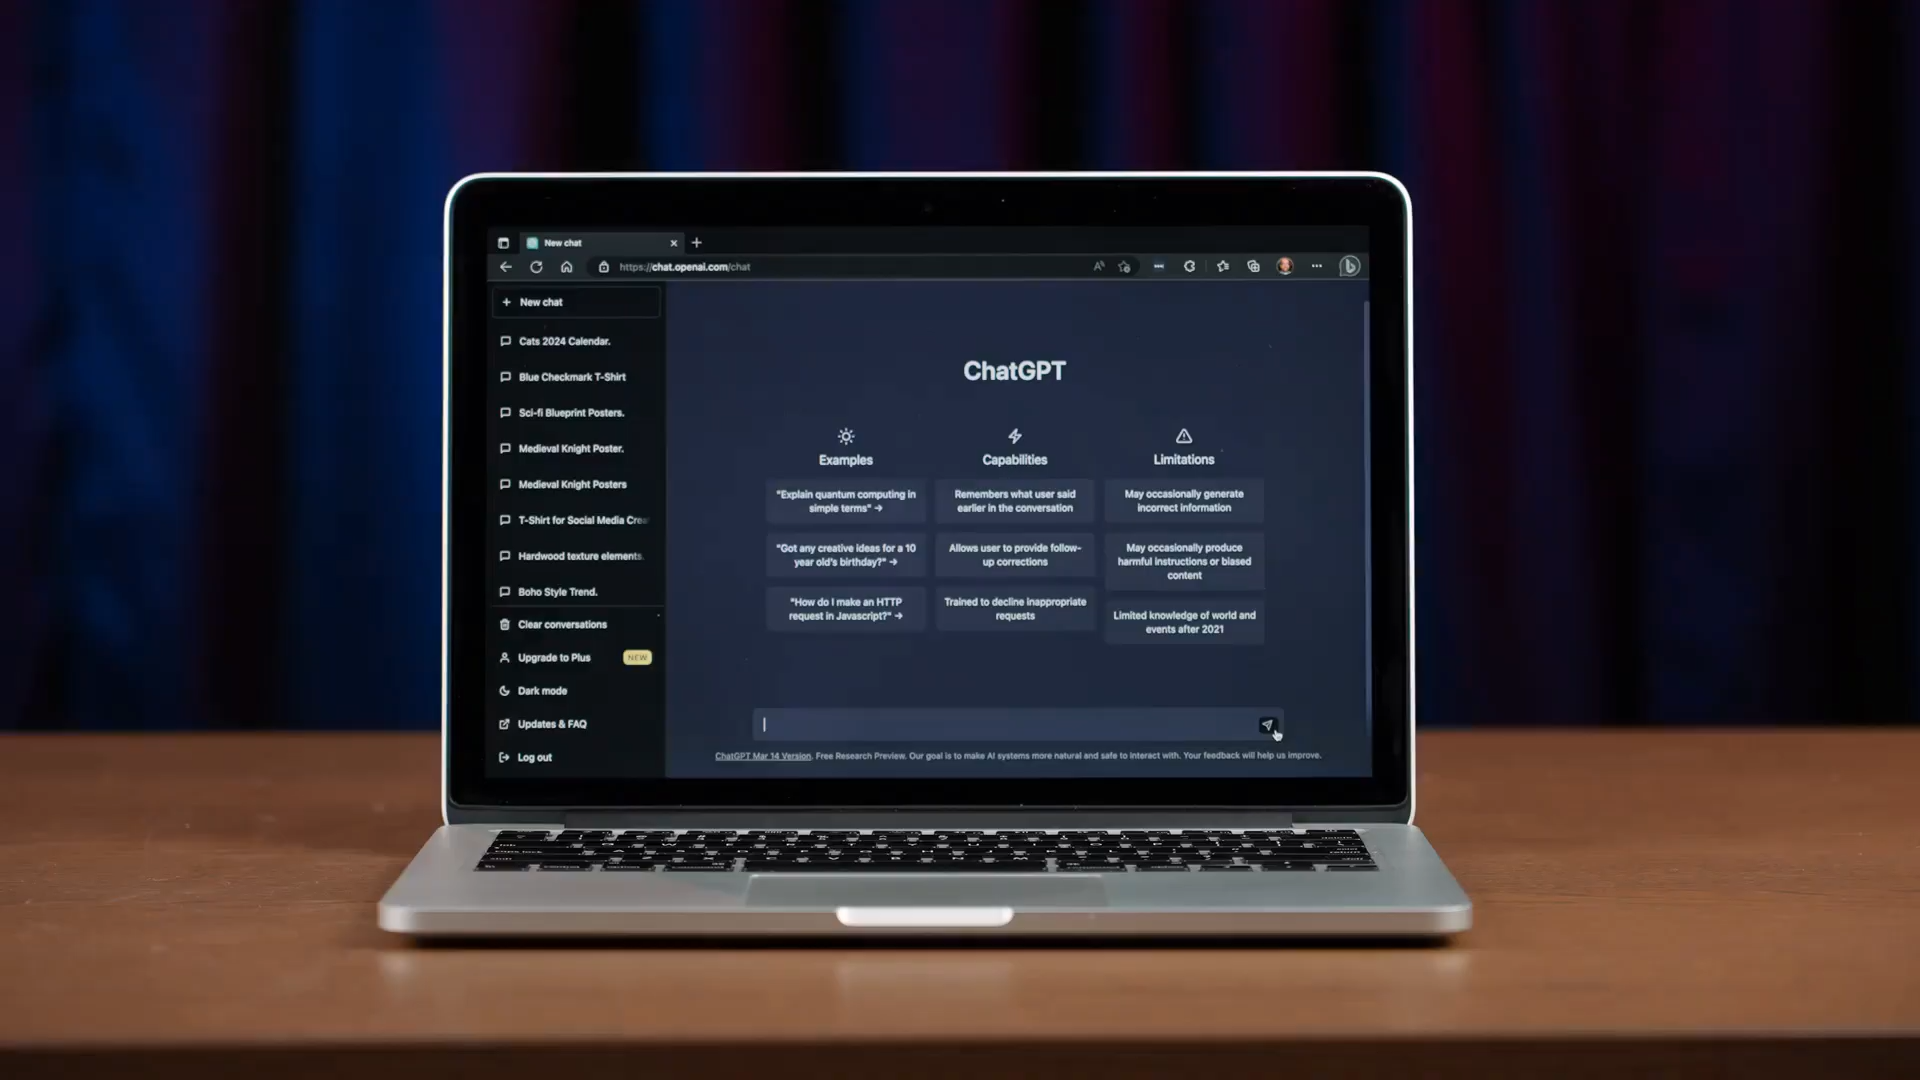 New chat
https://chat.openai.com/chat
New chat
Cats 2024 Calendar.
Blue Checkmark T-Shirt
Sci-fi Blueprint Posters.
Medieval Knight Poster.
Medieval Knight Posters
T-Shirt for Social Media Crea
Hardwood texture elements.
Boho Style Trend.
Clear conversations
Upgrade to Plus NEW
Dark mode
Updates & FAQ
Log out
ChatGPT
Examples
"Explain quantum computing in
simple terms" →
"Got any creative ideas for a 10
year old's birthday?" →
"How do I make an HTTP
request in Javascript?" →
Capabilities
Remembers what user said
earlier in the conversation
Allows user to provide follow-
up corrections
Trained to decline inappropriate
requests
Limitations
May occasionally generate
incorrect information
May occasionally produce
harmful instructions or biased
content
Limited knowledge of world and
events after 2021
ChatGPT Mar 14 Version. Free Research Preview. Our goal is to make AI systems more natural and safe to interact with. Your feedback will help us improve.